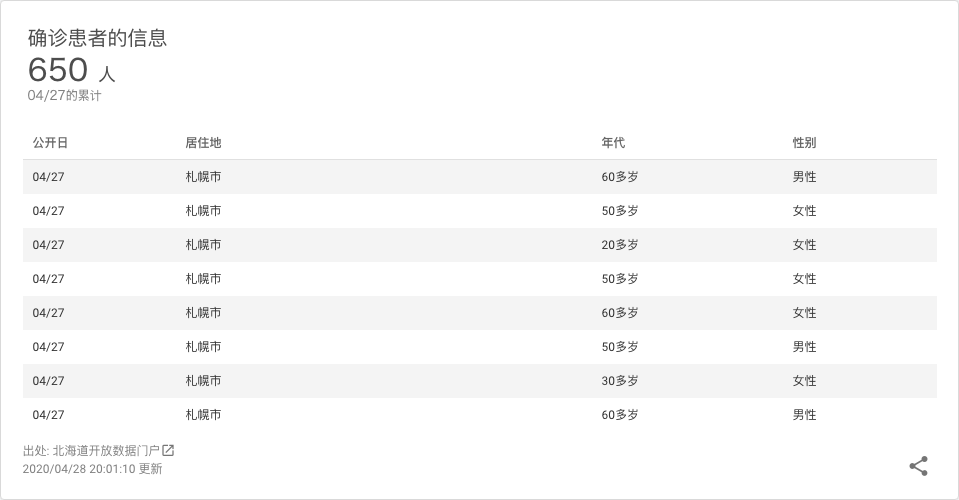 确诊患者的信息
650 人
04/27的累计
公开日 居住地 年代 性别
04/27 札幌市 60多岁 男性
04/27 札幌市 50多岁 女性
04/27 札幌市 20多岁 女性
04/27 札幌市 50多岁 女性
04/27 札幌市 60多岁 女性
04/27 札幌市 50多岁 男性
04/27 札幌市 30多岁 女性
04/27 札幌市 60多岁 男性
出处: 北海道开放数据门户
2020/04/28 20:01:10 更新